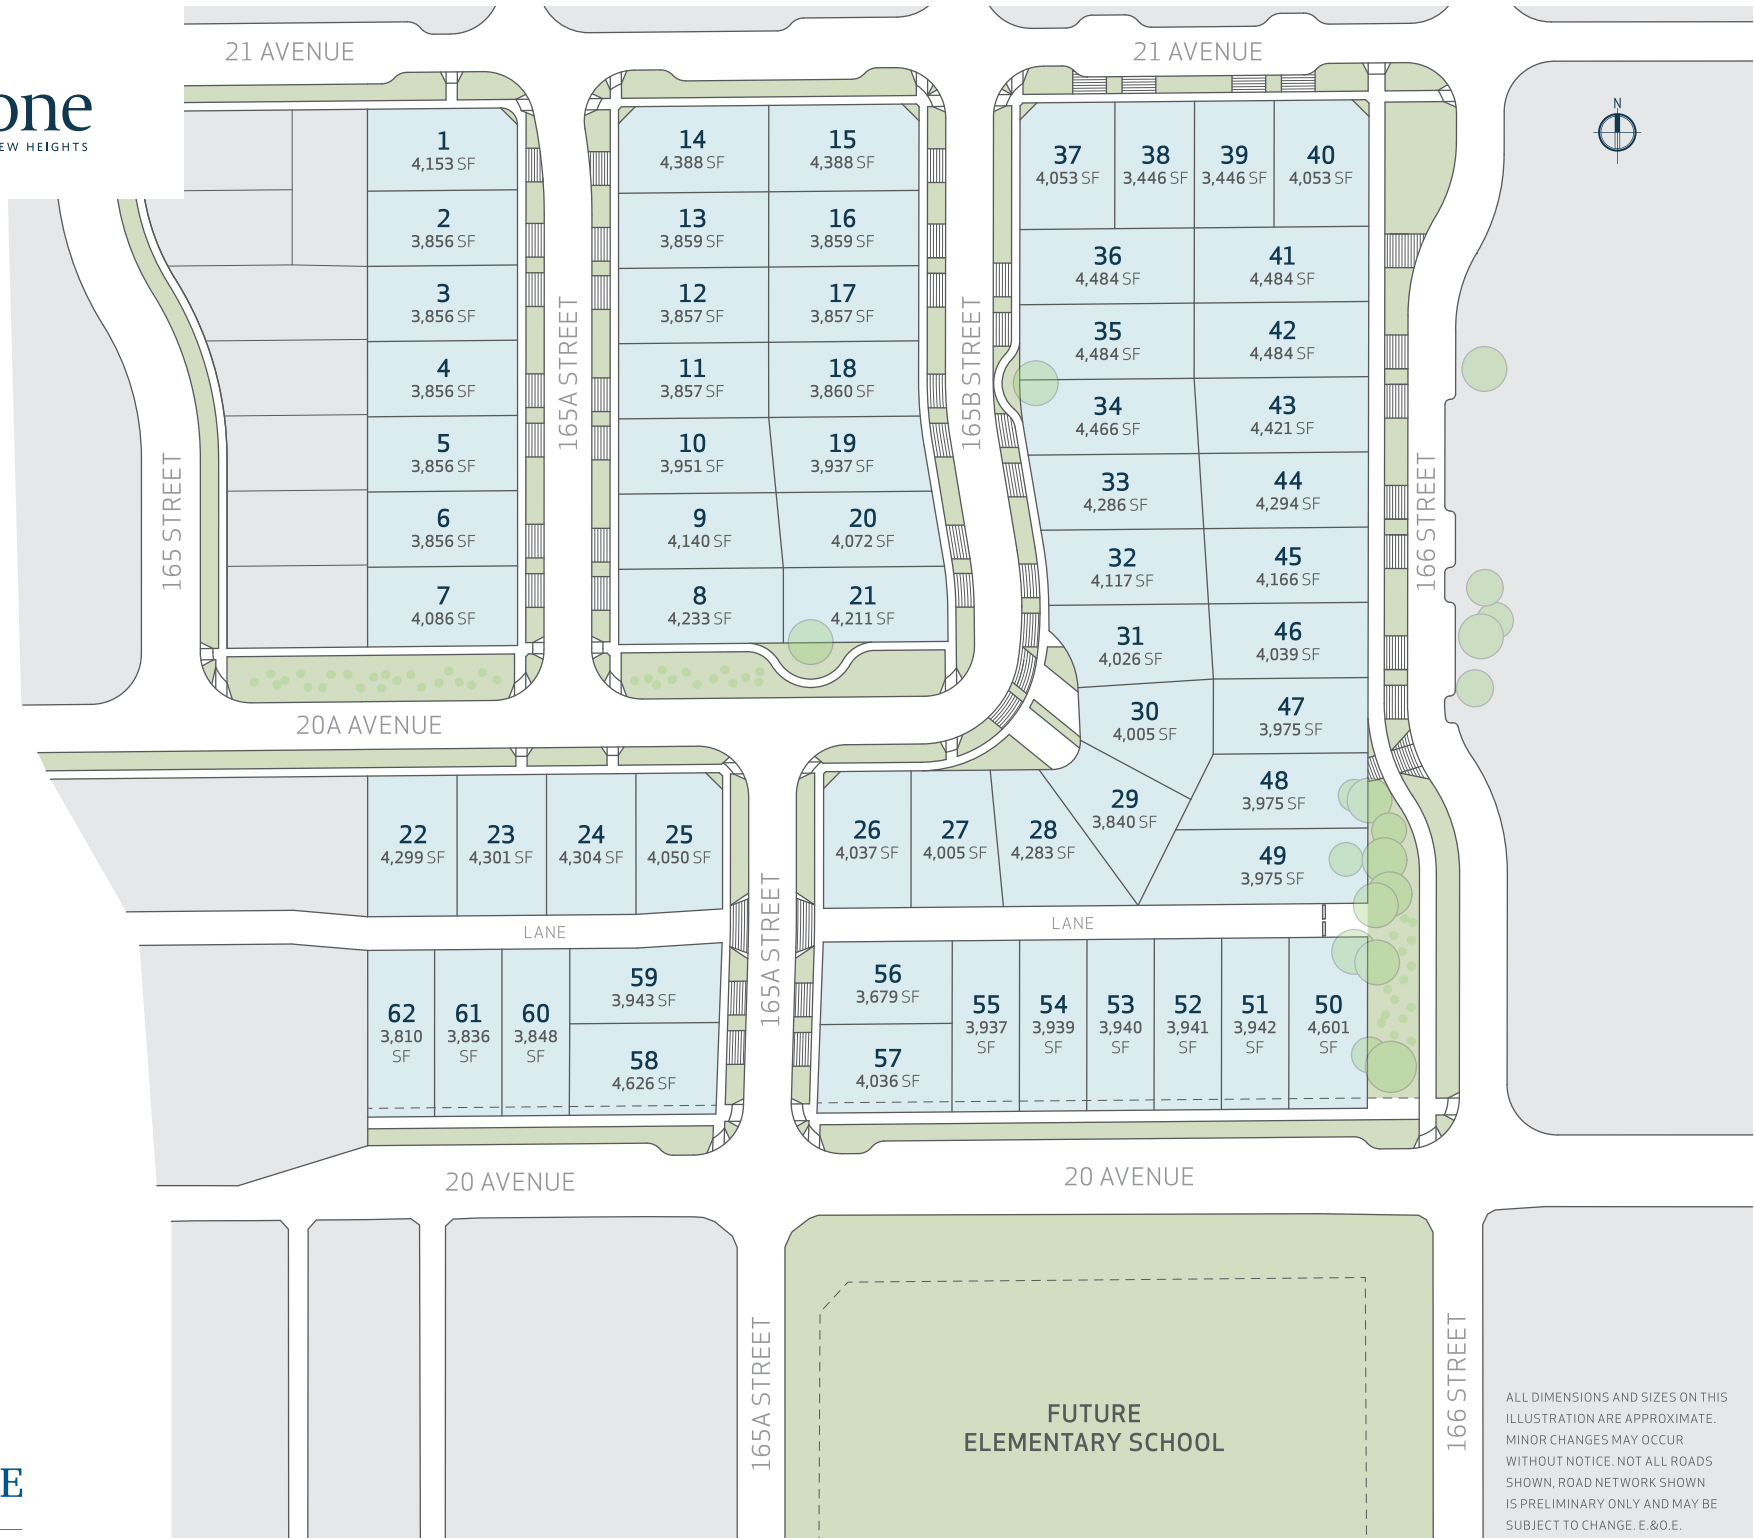 21 AVENUE
21 AVENUE
one
EW HEIGHTS
N
1
4,153 SF
2
3,856 SF
3
3,856 SF
4
3,856 SF
5
3,856 SF
6
3,856 SF
7
4,086 SF
14
4,388 SF
15
4,388 SF
13
3,859 SF
16
3,859 SF
12
3,857 SF
17
3,857 SF
11
3,857 SF
18
3,860 SF
10
3,951 SF
19
3,937 SF
9
4,140 SF
20
4,072 SF
8
4,233 SF
21
4,211 SF
37
4,053 SF
38
3,446 SF
39
3,446 SF
40
4,053 SF
36
4,484 SF
41
4,484 SF
35
4,484 SF
42
4,484 SF
34
4,466 SF
43
4,421 SF
33
4,286 SF
44
4,294 SF
32
4,117 SF
45
4,166 SF
31
4,026 SF
46
4,039 SF
30
4,005 SF
47
3,975 SF
29
3,840 SF
48
3,975 SF
49
3,975 SF
165 STREET
165A STREET
165B STREET
166 STREET
20A AVENUE
22
4,299 SF
23
4,301 SF
24
4,304 SF
25
4,050 SF
26
4,037 SF
27
4,005 SF
28
4,283 SF
LANE
LANE
165A STREET
62
3,810
SF
61
3,836
SF
60
3,848
SF
59
3,943 SF
58
4,626 SF
56
3,679 SF
57
4,036 SF
55
3,937
SF
54
3,939
SF
53
3,940
SF
52
3,941
SF
51
3,942
SF
50
4,601
SF
20 AVENUE
20 AVENUE
165A STREET
166 STREET
FUTURE
ELEMENTARY SCHOOL
E
ALL DIMENSIONS AND SIZES ON THIS
ILLUSTRATION ARE APPROXIMATE.
MINOR CHANGES MAY OCCUR
WITHOUT NOTICE. NOT ALL ROADS
SHOWN, ROAD NETWORK SHOWN
IS PRELIMINARY ONLY AND MAY BE
SUBJECT TO CHANGE. E.&O.E.